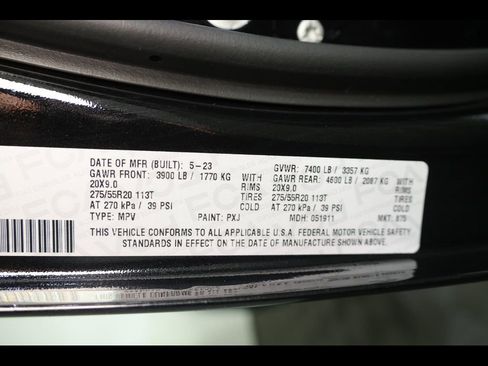 DATE OF MFR (BUILT): 5-23 GVWR: 7400 LB / 3357 KG
GAWR FRONT: 3900 LB / 1770 KG WITH GAWR REAR: 4600 LB / 2087 KG WITH
20X9.0 RIMS 20X9.0 RIMS
275/55R20 113T TIRES 275/55R20 113T TIRES
AT 270 kPa / 39 PSI COLD AT 270 kPa / 39 PSI COLD
TYPE: MPV PAINT: PXJ MDH: 051911 MKT: 875
THIS VEHICLE CONFORMS TO ALL APPLICABLE U.S.A. FEDERAL MOTOR VEHICLE SAFETY
STANDARDS IN EFFECT ON THE DATE OF MANUFACTURE SHOWN ABOVE.